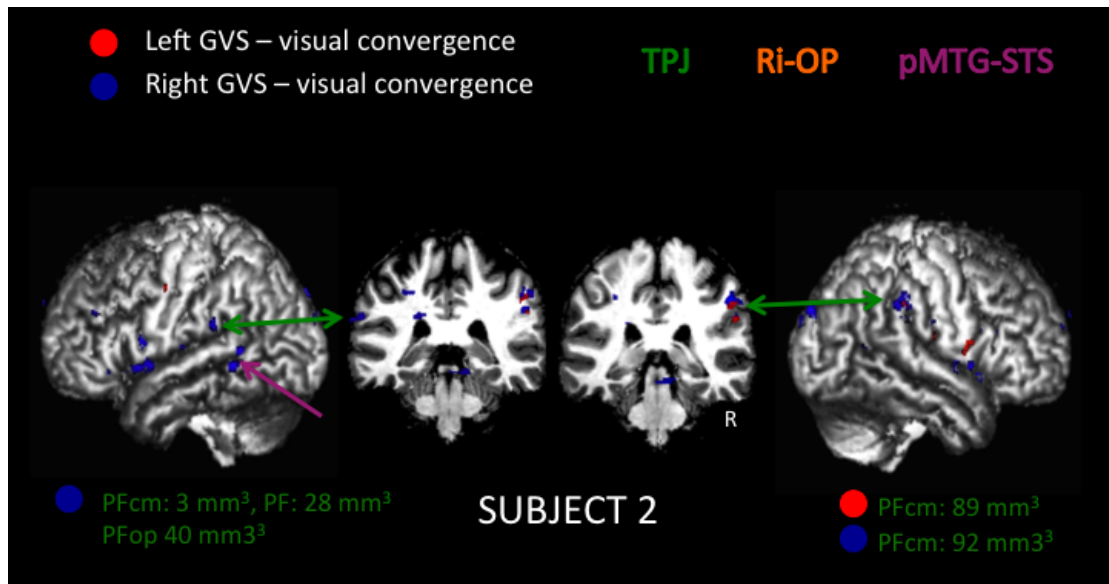 Left GVS – visual convergence
Right GVS – visual convergence
TPJ Ri-OP pMTG-STS
R
PFcm: 3 mm³, PF: 28 mm³
PFop 40 mm3³
SUBJECT 2
PFcm: 89 mm³
PFcm: 92 mm3³